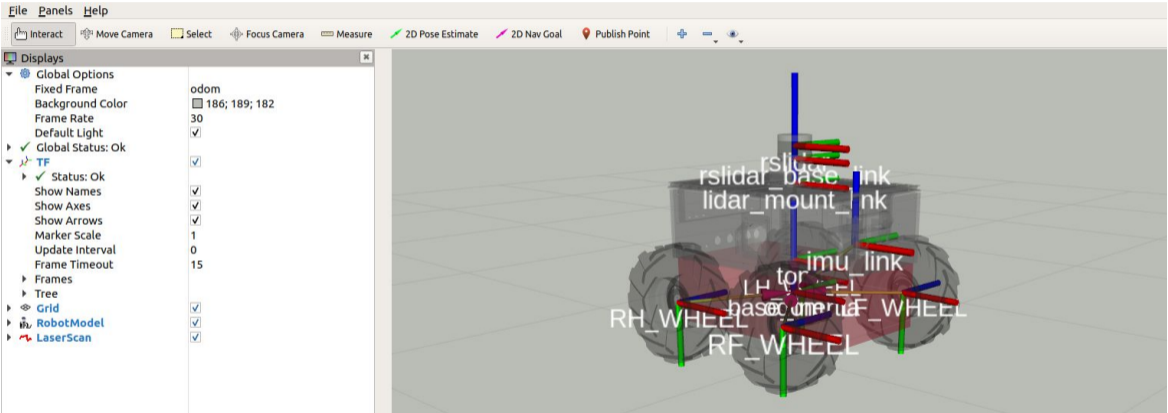 File Panels Help
Interact Move Camera Select Focus Camera Measure 2D Pose Estimate 2D Nav Goal Publish Point
Displays
Global Options
Fixed Frame odom
Background Color 186; 189; 182
Frame Rate 30
Default Light
Global Status: Ok
TF
Status: Ok
Show Names
Show Axes
Show Arrows
Marker Scale 1
Update Interval 0
Frame Timeout 15
Frames
Tree
Grid
RobotModel
LaserScan
rslidar
rslidar_base_link
lidar_mount_link
imu_link
RH_WHEEL
RF_WHEEL